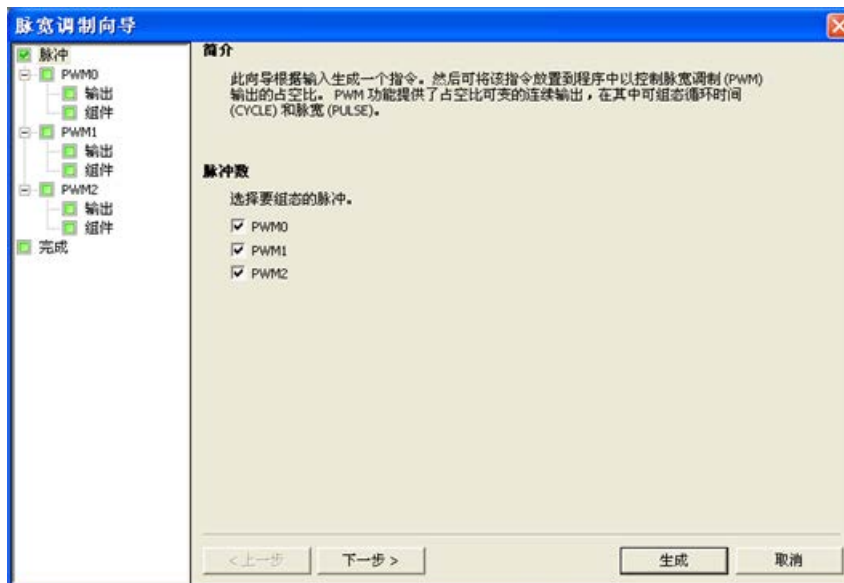 脉宽调制向导
脉冲
PWM0
输出
组件
PWM1
输出
组件
PWM2
输出
组件
完成
简介
此向导根据输入生成一个指令。然后可将该指令放置到程序中以控制脉宽调制 (PWM)
输出的占空比。 PWM 功能提供了占空比可变的连续输出，在其中可组态循环时间
(CYCLE) 和脉宽 (PULSE)。
脉冲数
选择要组态的脉冲。
PWM0
PWM1
PWM2
<上一步
下一步 >
生成
取消